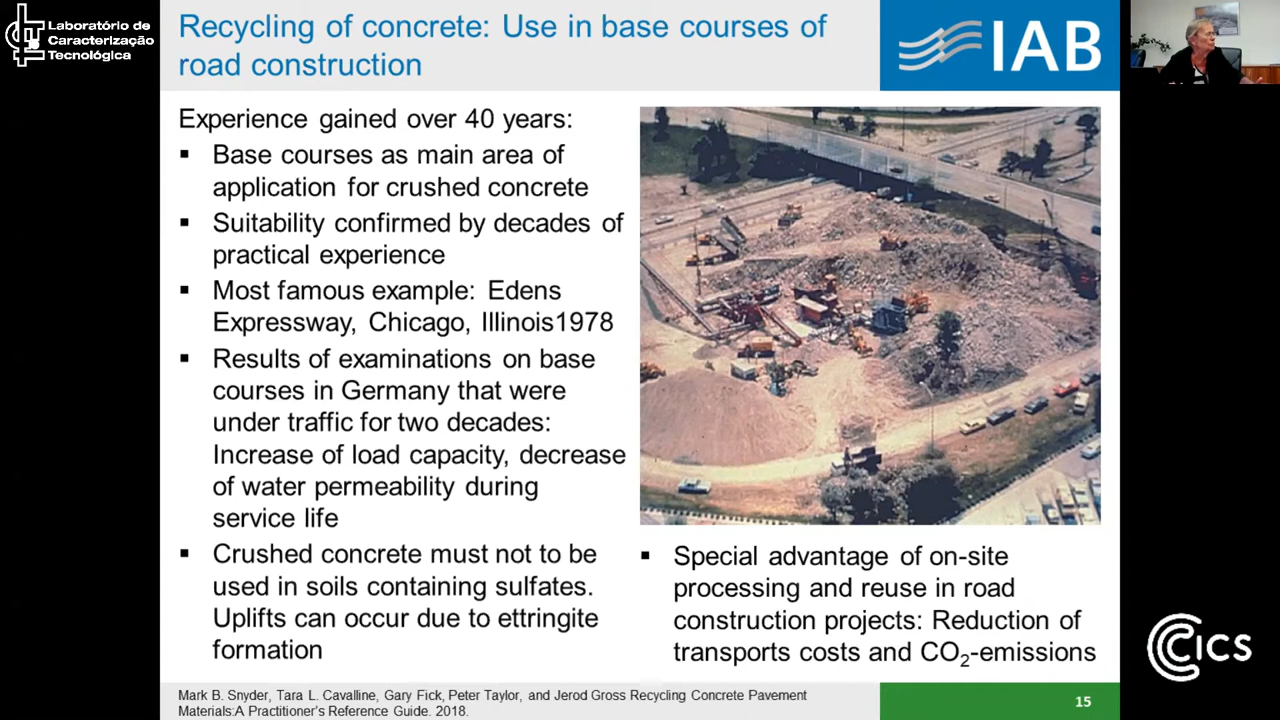 Laboratório de
Caracterização
Tecnológica
Recycling of concrete: Use in base courses of
road construction
IAB
Experience gained over 40 years:
▪ Base courses as main area of
application for crushed concrete
▪ Suitability confirmed by decades of
practical experience
▪ Most famous example: Edens
Expressway, Chicago, Illinois1978
▪ Results of examinations on base
courses in Germany that were
under traffic for two decades:
Increase of load capacity, decrease
of water permeability during
service life
▪ Crushed concrete must not to be
used in soils containing sulfates.
Uplifts can occur due to ettringite
formation
▪ Special advantage of on-site
processing and reuse in road
construction projects: Reduction of
transports costs and CO₂-emissions
Mark B. Snyder, Tara L. Cavalline, Gary Fick, Peter Taylor, and Jerod Gross Recycling Concrete Pavement
Materials:A Practitioner's Reference Guide. 2018.
15
CICS